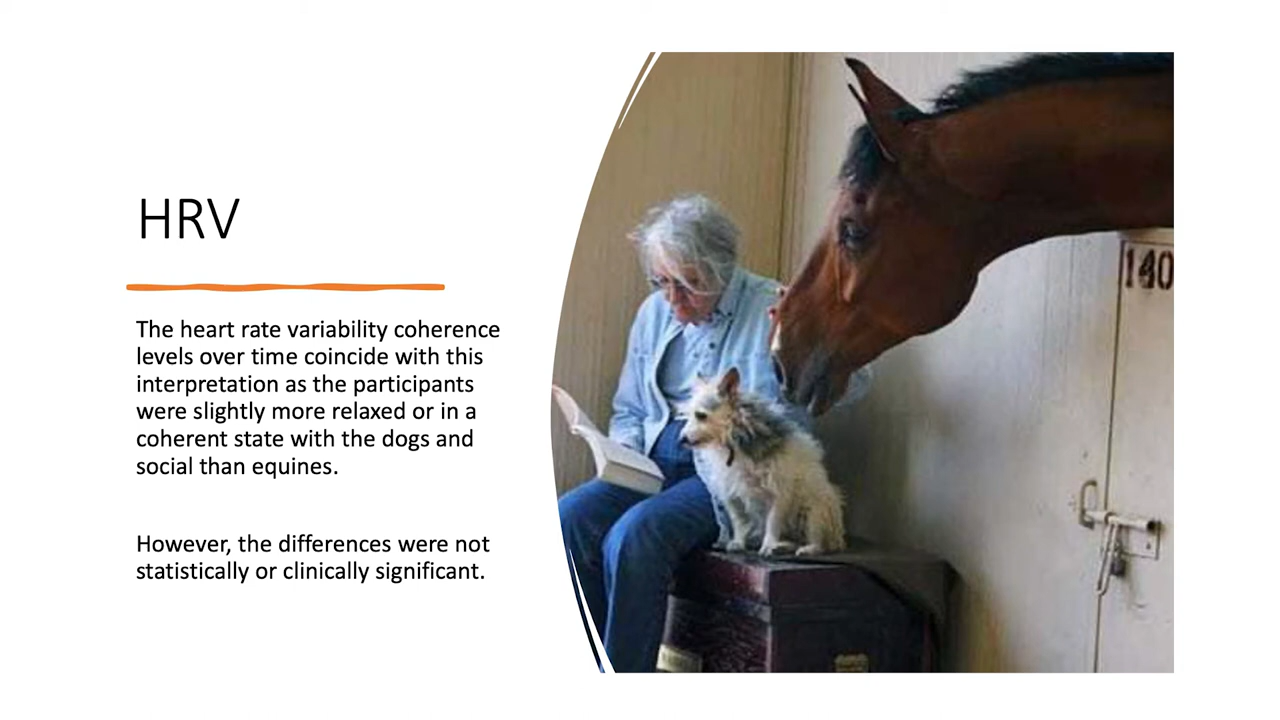 HRV
The heart rate variability coherence
levels over time coincide with this
interpretation as the participants
were slightly more relaxed or in a
coherent state with the dogs and
social than equines.
However, the differences were not
statistically or clinically significant.
140